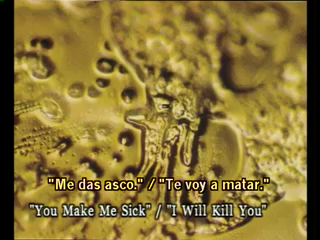 "Me das asco." / "Te voy a matar."
"You Make Me Sick" / "I Will Kill You"